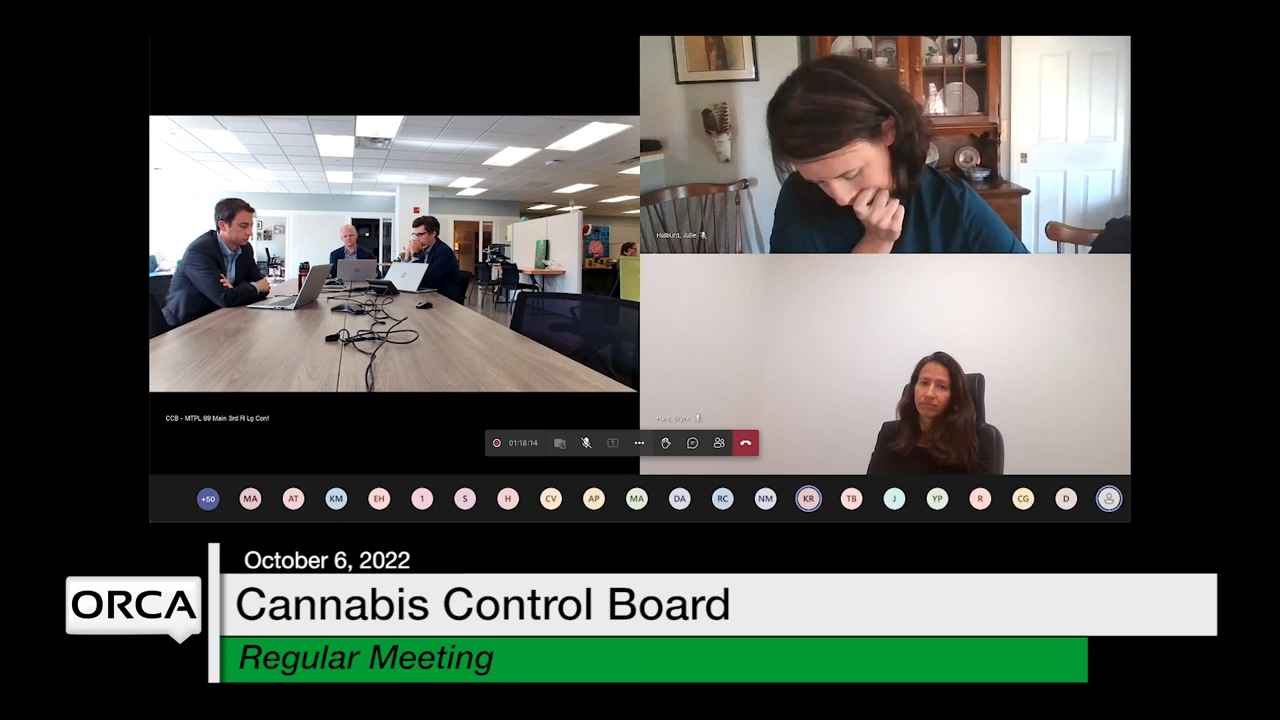 Hulburd, Julie
CCB - MTPL 89 Main 3rd Fl Lg Conf
01:18:14
+50 MA AT KM EH 1 S H CV AP MA DA RC NM KR TB J YP R CG D
October 6, 2022
ORCA
Cannabis Control Board
Regular Meeting